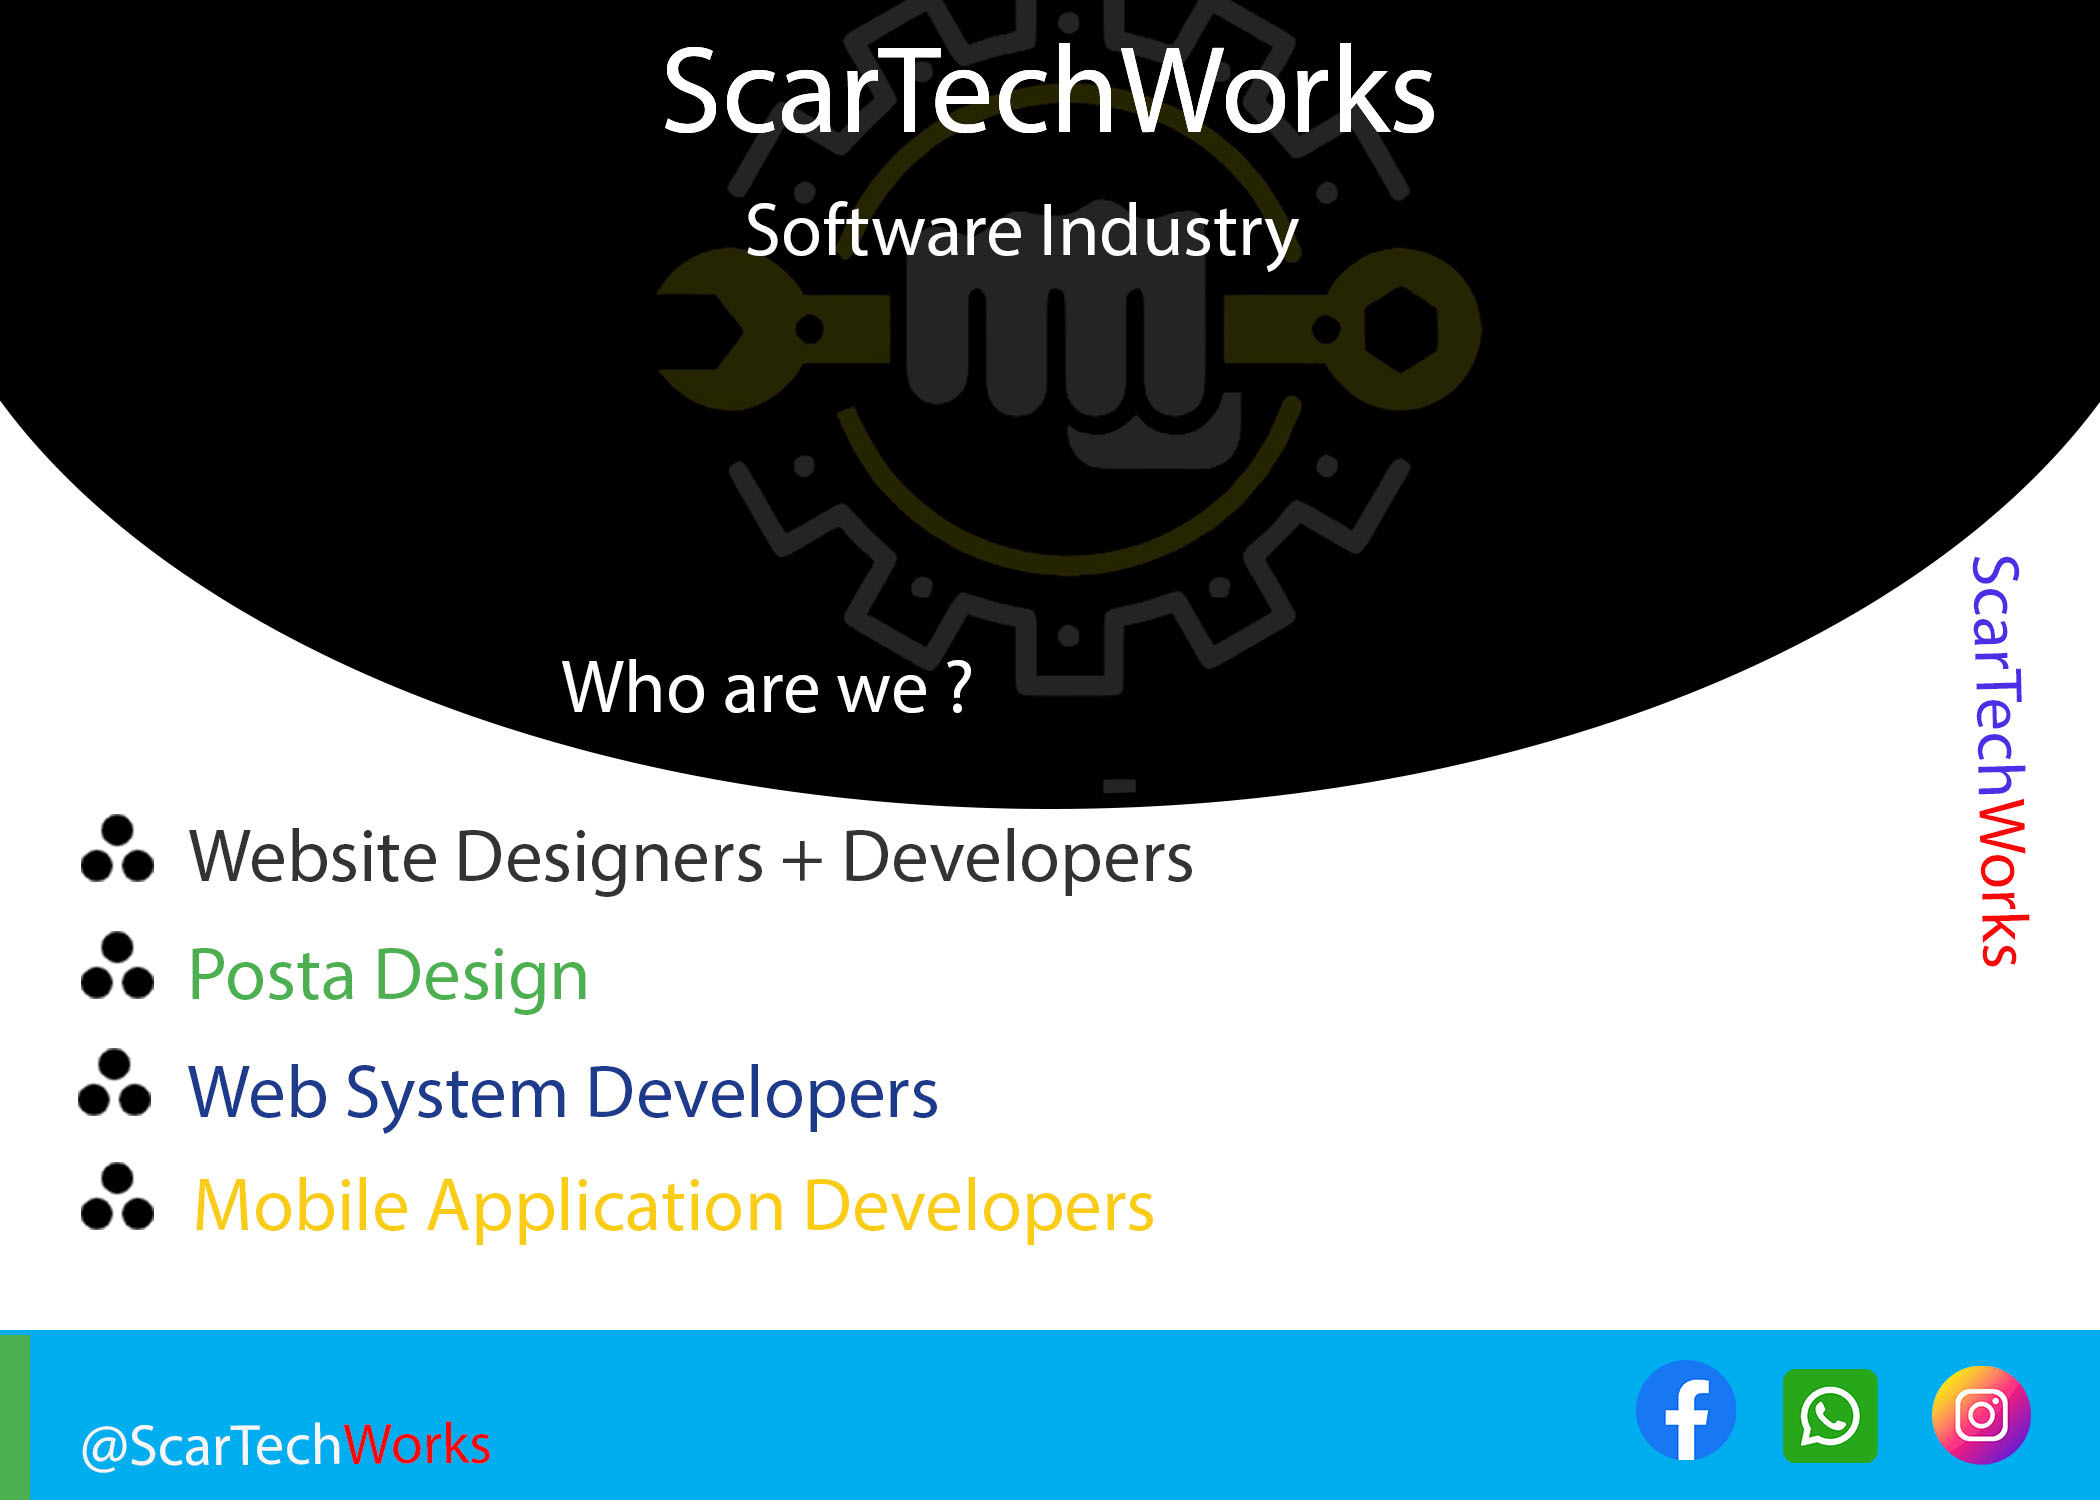 ScarTechWorks
Software Industry
Who are we ?
ScarTechWorks
Website Designers + Developers
Posta Design
Web System Developers
Mobile Application Developers
@ScarTechWorks